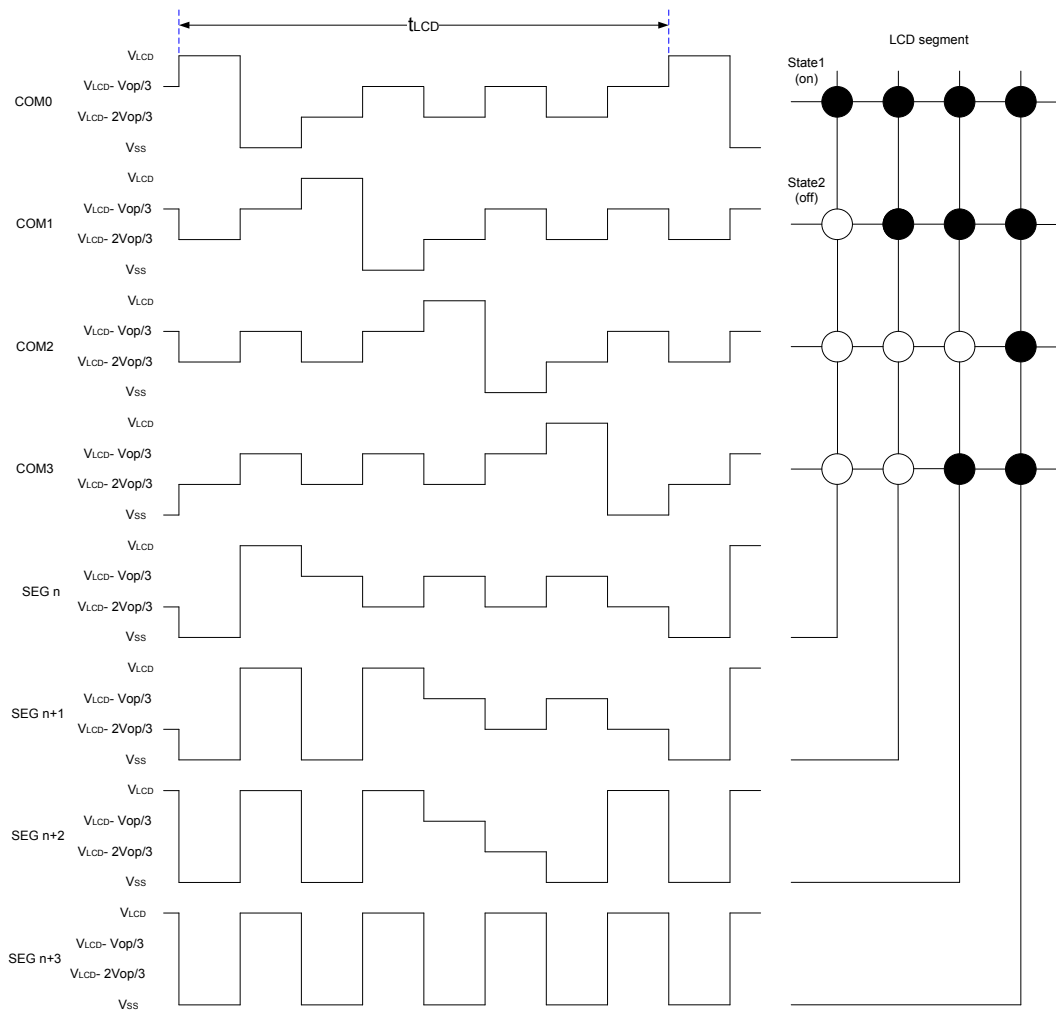 tLCD
LCD segment
State1
(on)
State2
(off)
COM0
VLCD
VLCD- Vop/3
VLCD- 2Vop/3
VSS
COM1
VLCD
VLCD- Vop/3
VLCD- 2Vop/3
VSS
COM2
VLCD
VLCD- Vop/3
VLCD- 2Vop/3
VSS
COM3
VLCD
VLCD- Vop/3
VLCD- 2Vop/3
VSS
SEG n
VLCD
VLCD- Vop/3
VLCD- 2Vop/3
VSS
SEG n+1
VLCD
VLCD- Vop/3
VLCD- 2Vop/3
VSS
SEG n+2
VLCD
VLCD- Vop/3
VLCD- 2Vop/3
VSS
SEG n+3
VLCD
VLCD- Vop/3
VLCD- 2Vop/3
VSS